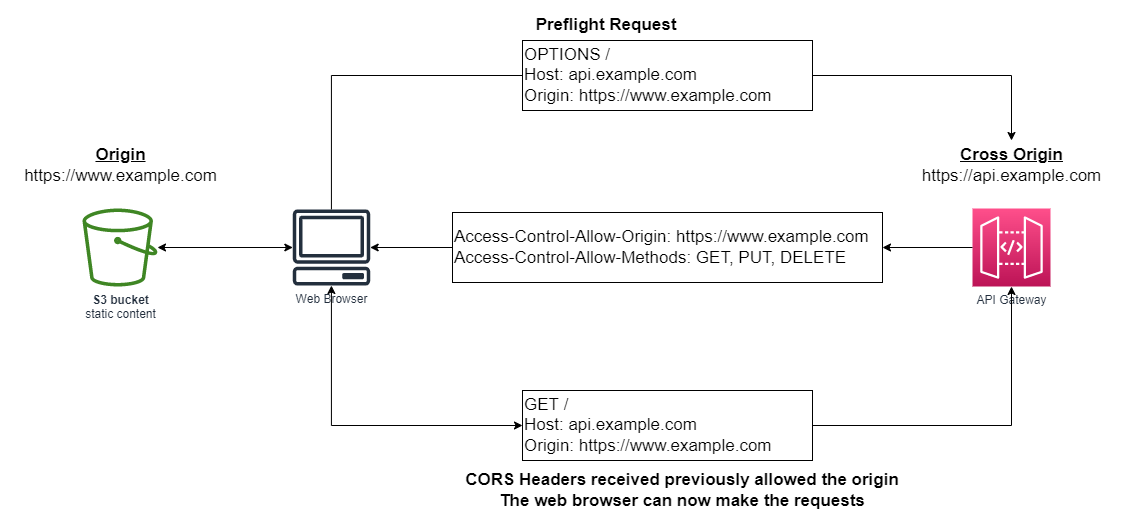 Preflight Request
OPTIONS /
Host: api.example.com
Origin: https://www.example.com
Origin
https://www.example.com
Cross Origin
https://api.example.com
Access-Control-Allow-Origin: https://www.example.com
Access-Control-Allow-Methods: GET, PUT, DELETE
S3 bucket
static content
Web Browser
API Gateway
GET /
Host: api.example.com
Origin: https://www.example.com
CORS Headers received previously allowed the origin
The web browser can now make the requests